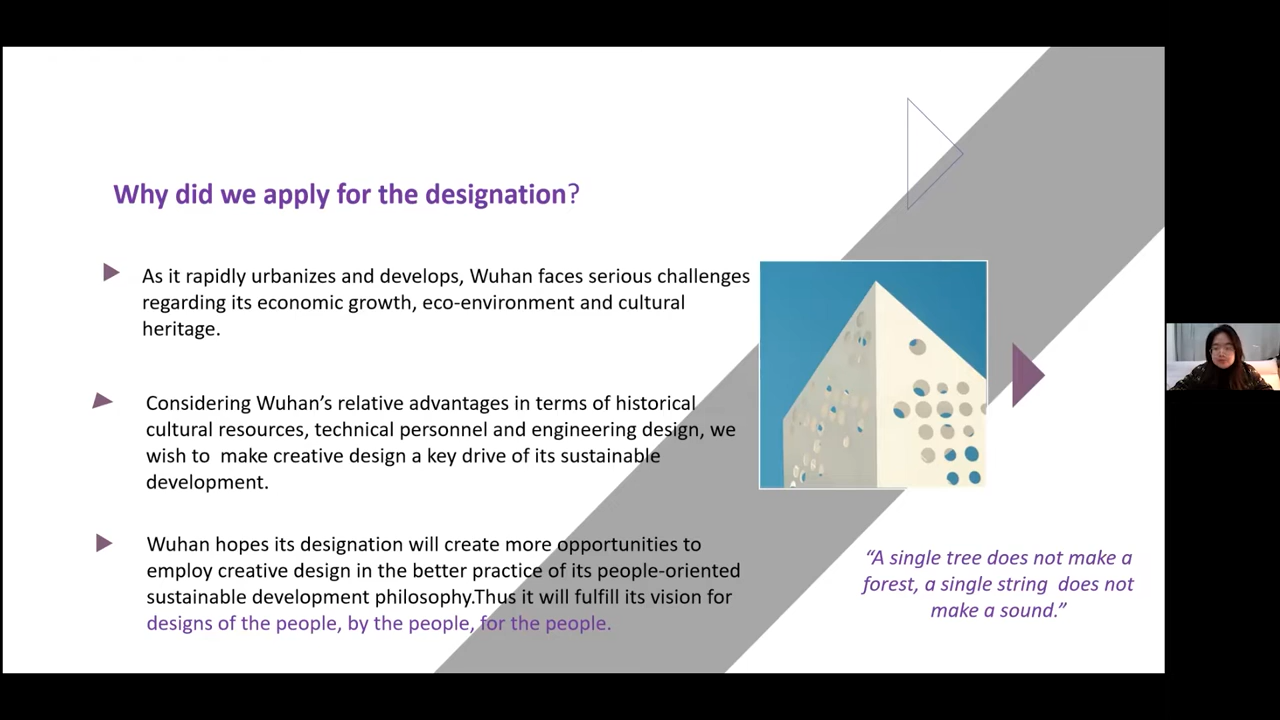 Why did we apply for the designation?
As it rapidly urbanizes and develops, Wuhan faces serious challenges
regarding its economic growth, eco-environment and cultural
heritage.
Considering Wuhan’s relative advantages in terms of historical
cultural resources, technical personnel and engineering design, we
wish to  make creative design a key drive of its sustainable
development.
Wuhan hopes its designation will create more opportunities to
employ creative design in the better practice of its people-oriented
sustainable development philosophy.Thus it will fulfill its vision for
designs of the people, by the people, for the people.
“A single tree does not make a
forest, a single string  does not
make a sound.”